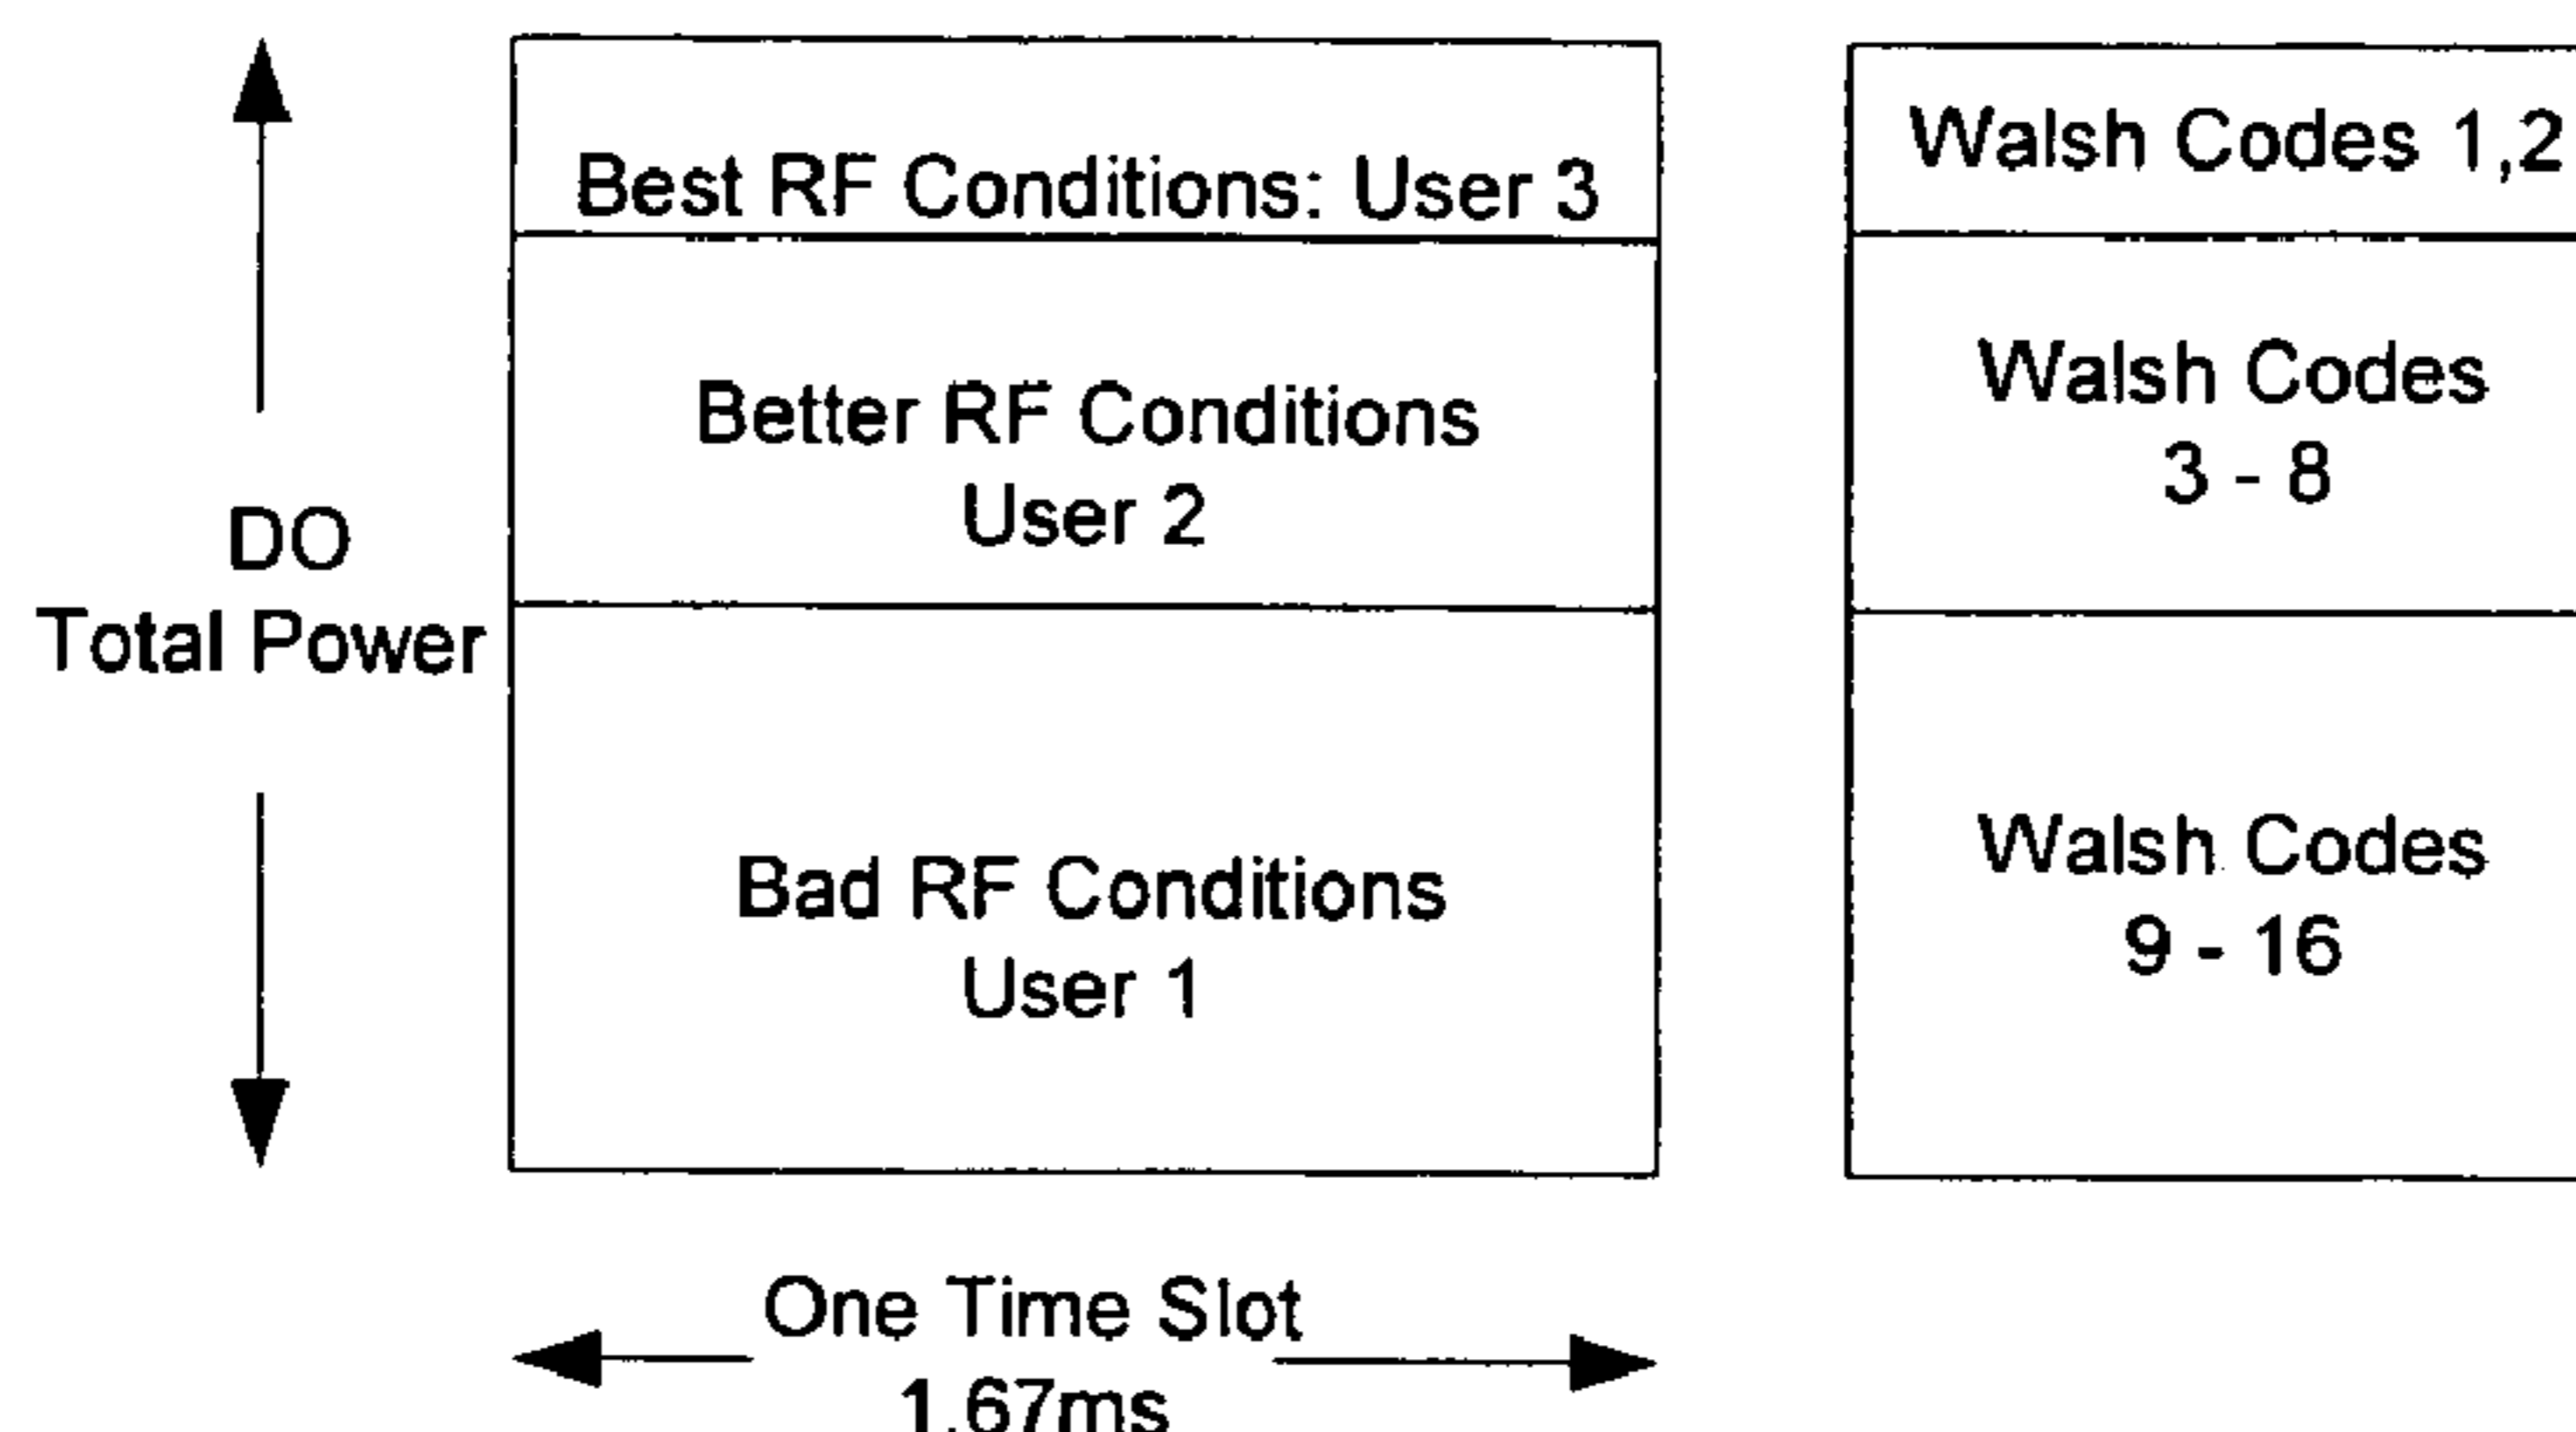 Best RF Conditions: User 3
Better RF Conditions
User 2
Bad RF Conditions
User 1
DO
Total Power
One Time Slot
1.67ms
Walsh Codes 1,2
Walsh Codes
3 - 8
Walsh Codes
9 - 16